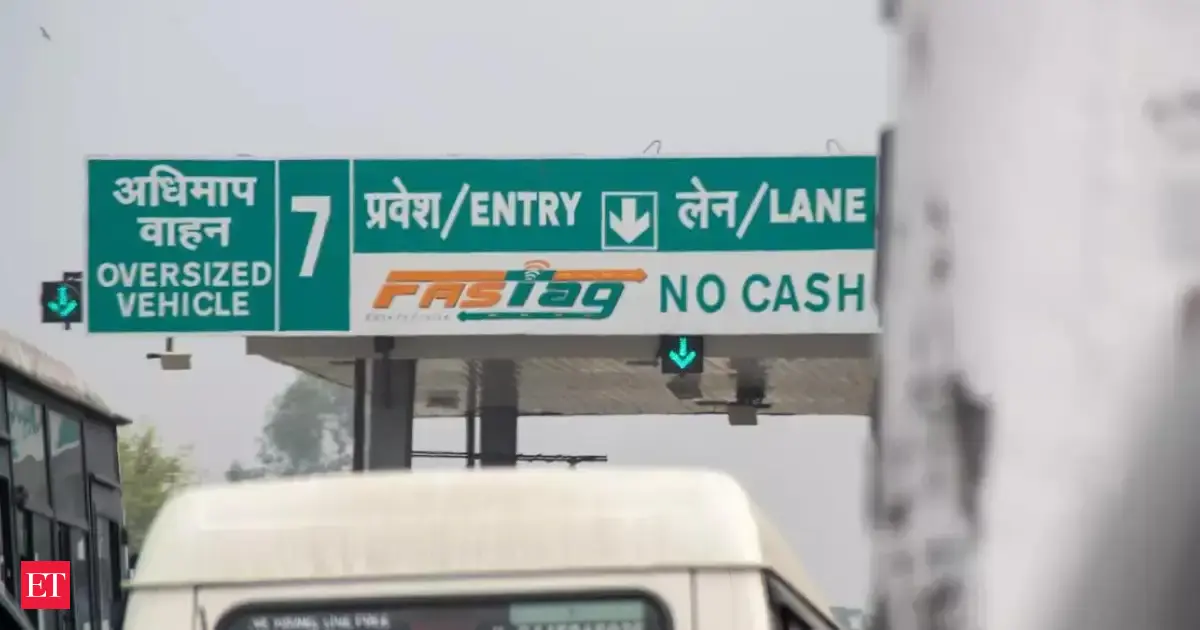 अधिमाप
वाहन
OVERSIZED
VEHICLE
7
प्रवेश/ENTRY
लेन/LANE
FASTag
NO CASH
ET